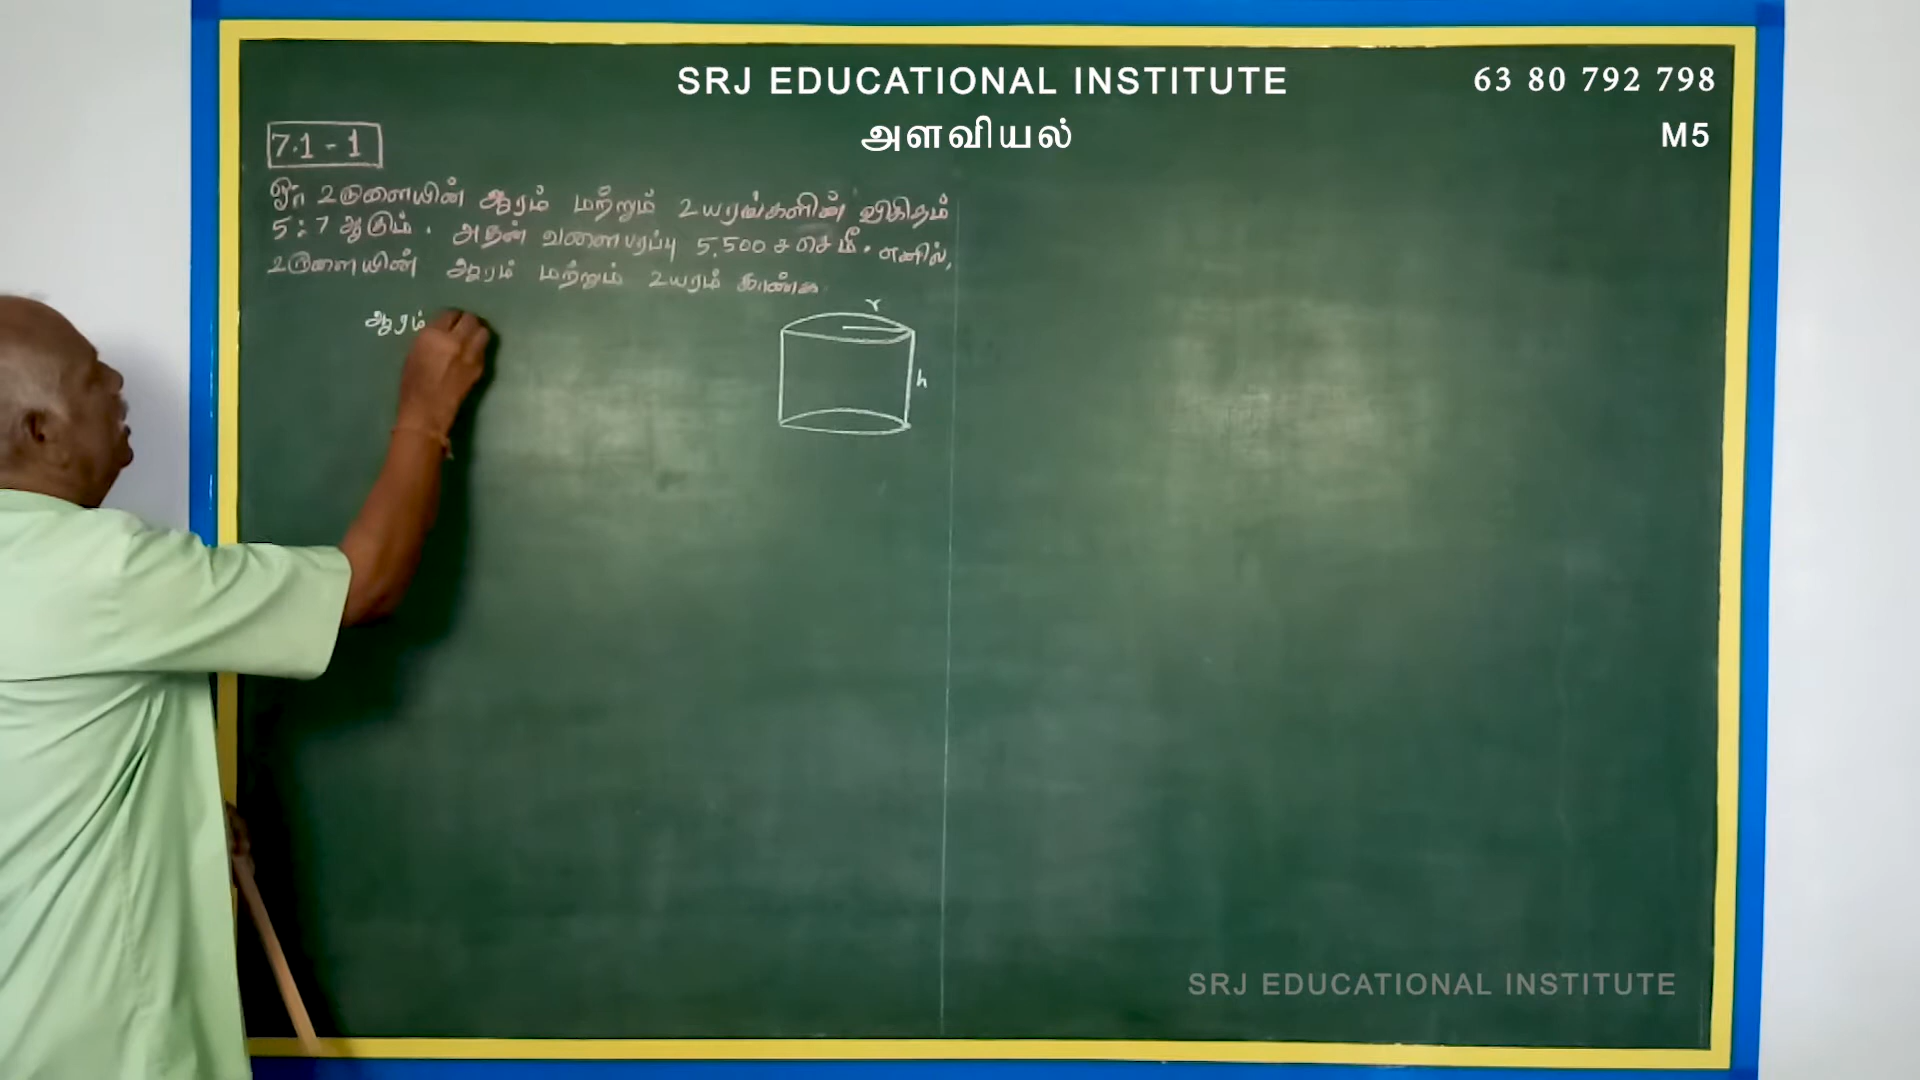 SRJ EDUCATIONAL INSTITUTE
63 80 792 798
அளவியல்
M5
7.1 - 1
ஓர் உருளையின் ஆரம் மற்றும் உயரங்களின் விகிதம்
5:7 ஆகும். அதன் வளைபரப்பு 5,500 ச செ மீ. எனில்,
உருளையின் ஆரம் மற்றும் உயரம் காண்க
ஆரம்
r
h
SRJ EDUCATIONAL INSTITUTE